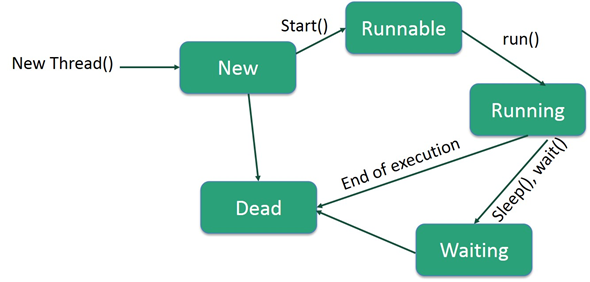 Start()
Runnable
run()
New Thread()
New
Running
End of execution
Sleep(), wait()
Dead
Waiting